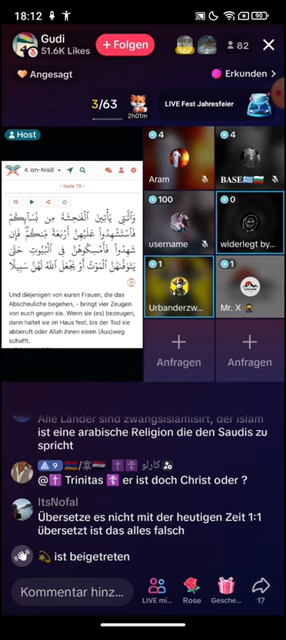 18:12
90
Gudi
51.6K Likes
+ Folgen
82
Angesagt
Erkunden >
3/63
2h01m
LIVE Fest Jahresfeier
Host
4. an-Nisāʾ
- Seite 79 -
وَٱلَّٰتِي يَأْتِينَ ٱلْفَٰحِشَةَ مِن نِّسَآئِكُمْ
فَٱسْتَشْهِدُوا۟ عَلَيْهِنَّ أَرْبَعَةً مِّنكُمْ فَإِن
شَهِدُوا۟ فَأَمْسِكُوهُنَّ فِى ٱلْبُيُوتِ حَتَّىٰ
يَتَوَفَّىٰهُنَّ ٱلْمَوْتُ أَوْ يَجْعَلَ ٱللَّهُ لَهُنَّ سَبِيلًا
15
Und diejenigen von euren Frauen, die das
Abscheuliche begehen, - bringt vier Zeugen
von euch gegen sie. Wenn sie (es) bezeugen,
dann haltet sie im Haus fest, bis der Tod sie
abberuft oder Allah ihnen einen (Aus)weg
schafft.
4
Aram
4
BASE
100
username
0
widerlegt by...
1
Urbanderzw...
1
Mr. X
Anfragen
Anfragen
Alle Länder sind zwangsislamisirt, der islam
ist eine arabische Religion die den Saudis zu
spricht
9 كارلو
@ Trinitas er ist doch Christ oder ?
ItsNofal
Übersetze es nicht mit der heutigen Zeit 1:1
übersetzt ist das alles falsch
ist beigetreten
Kommentar hinz...
LIVE mi...
Rose
Gesche...
17